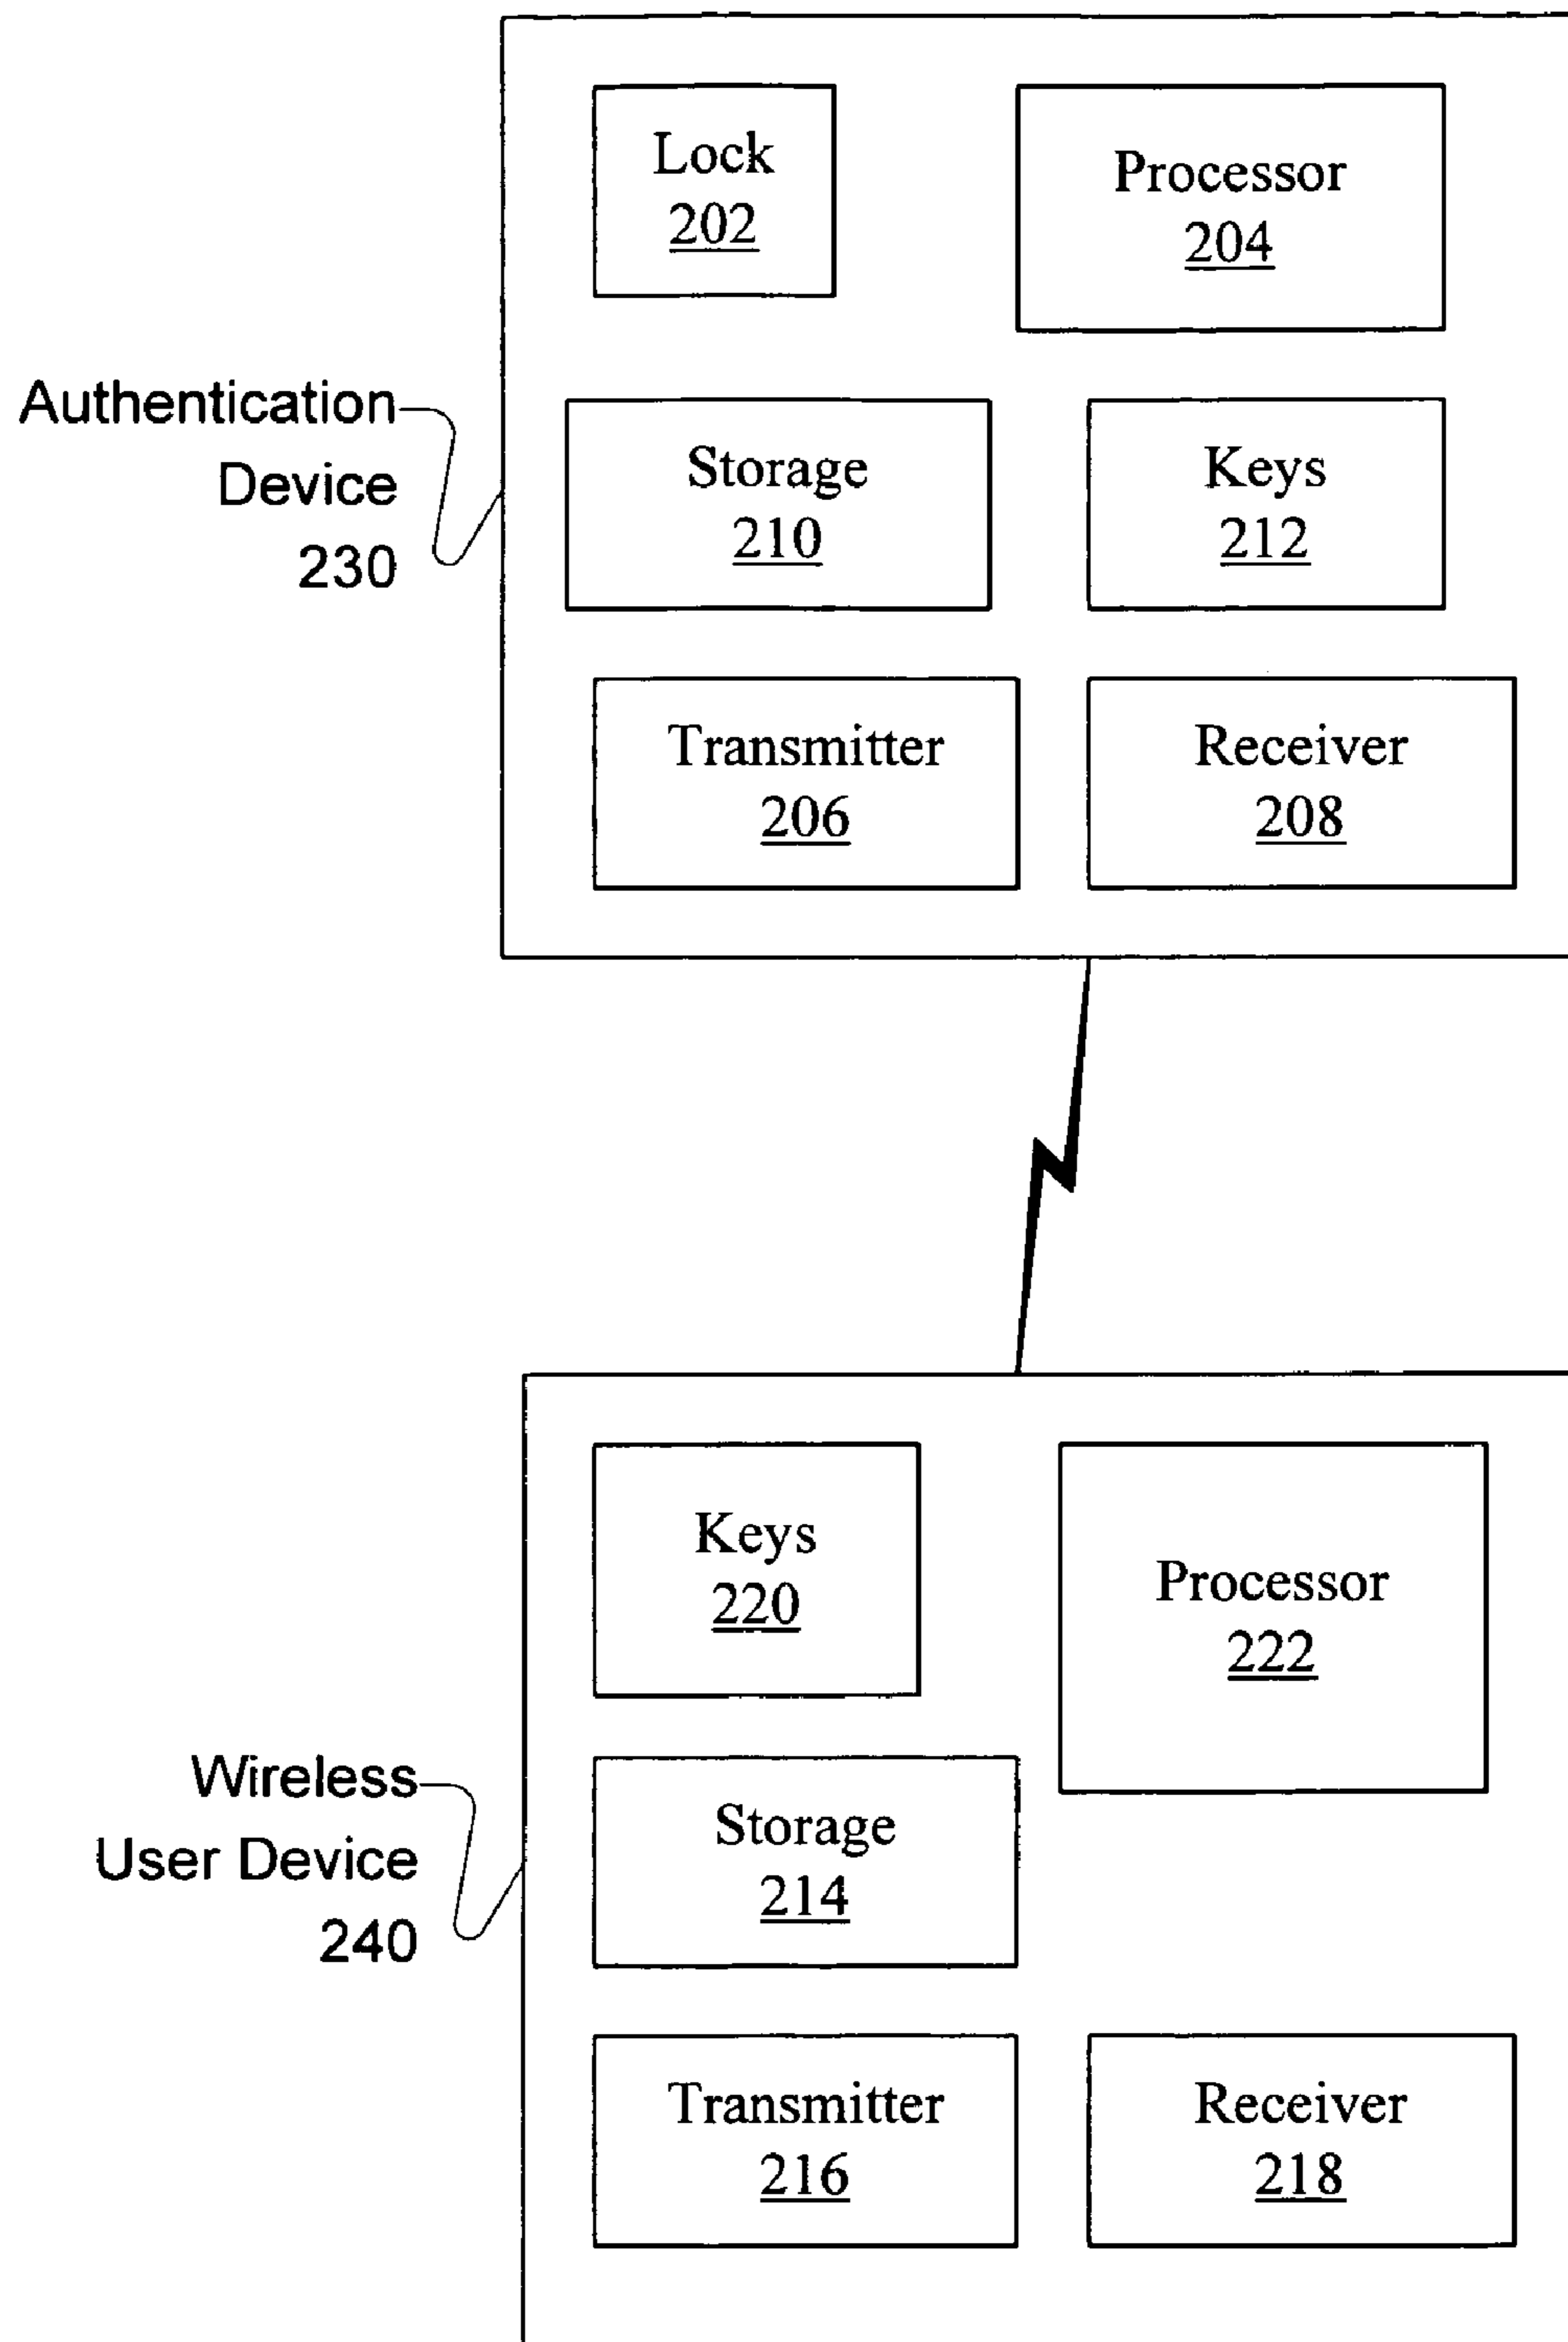 Lock
202
Processor
204
Authentication
Device
230
Storage
210
Keys
212
Transmitter
206
Receiver
208
Keys
220
Processor
222
Wireless
User Device
240
Storage
214
Transmitter
216
Receiver
218